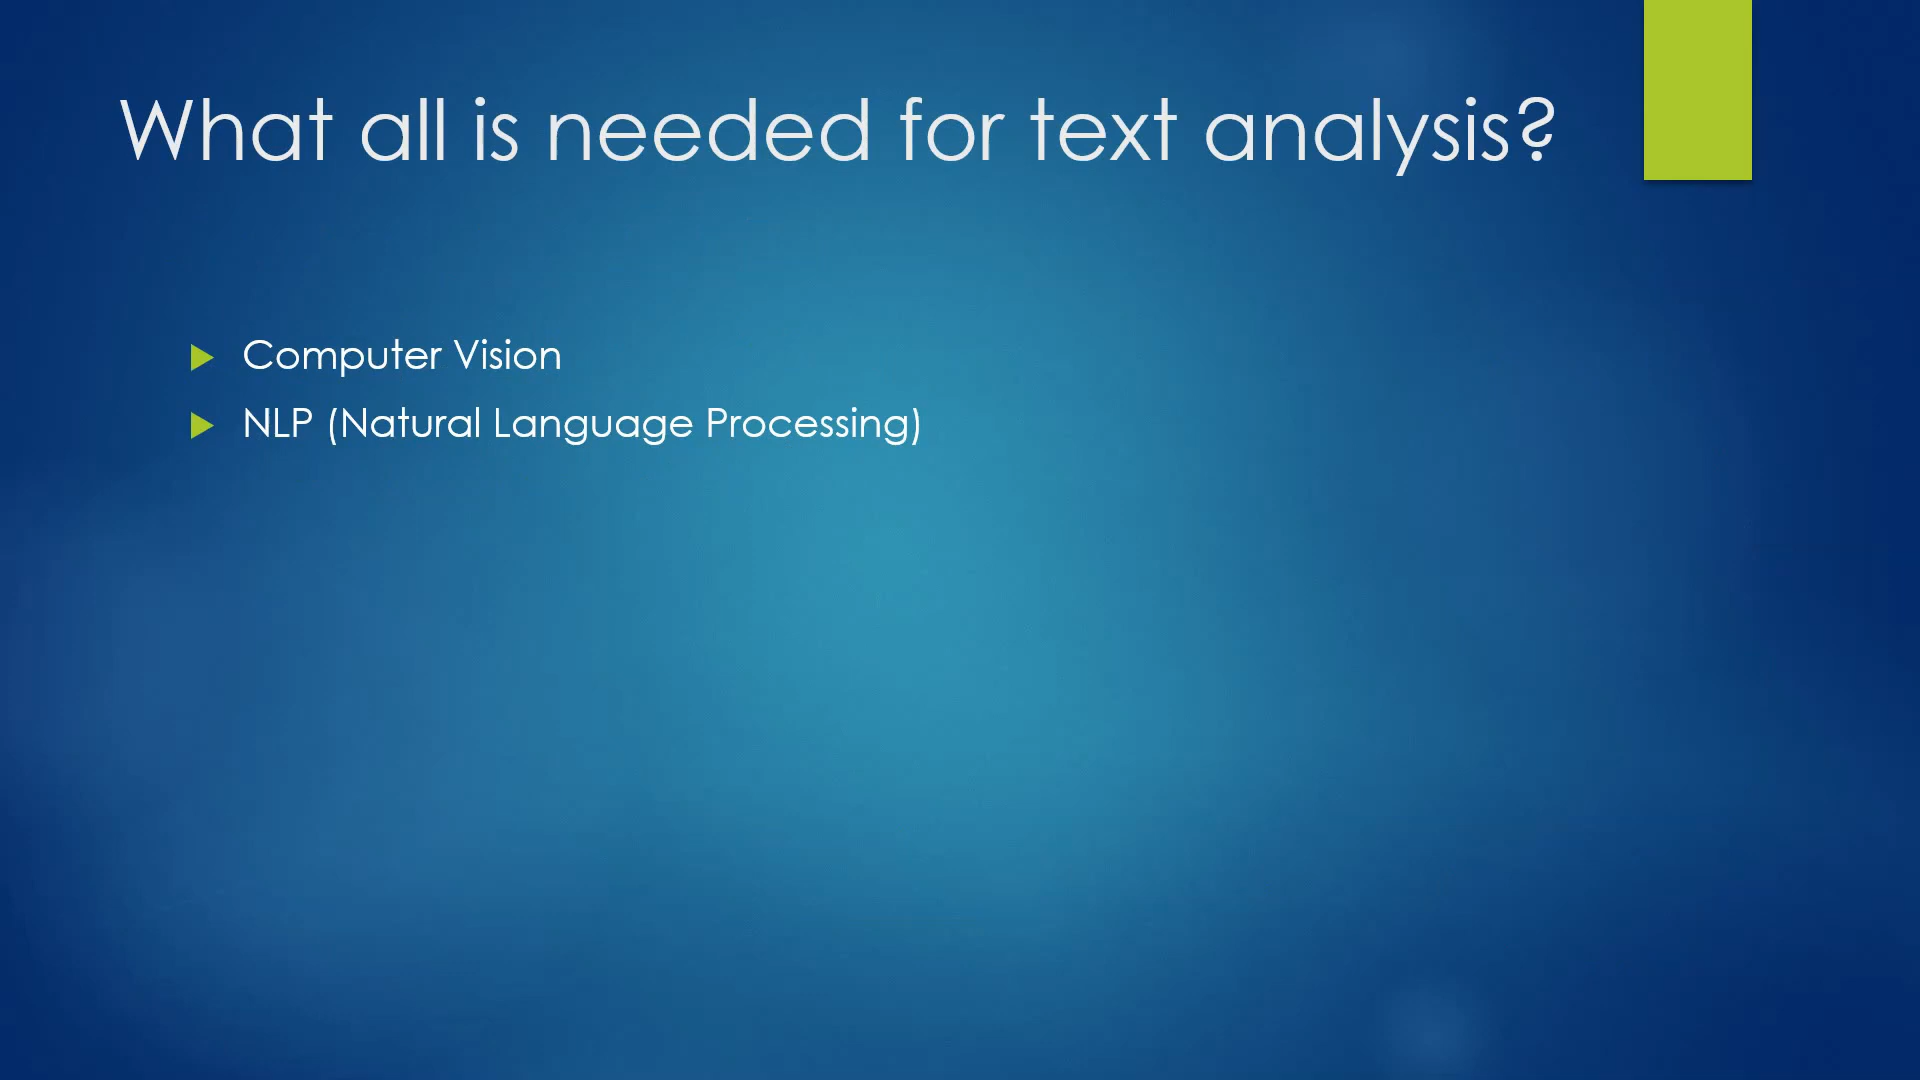 What all is needed for text analysis?
Computer Vision
NLP (Natural Language Processing)